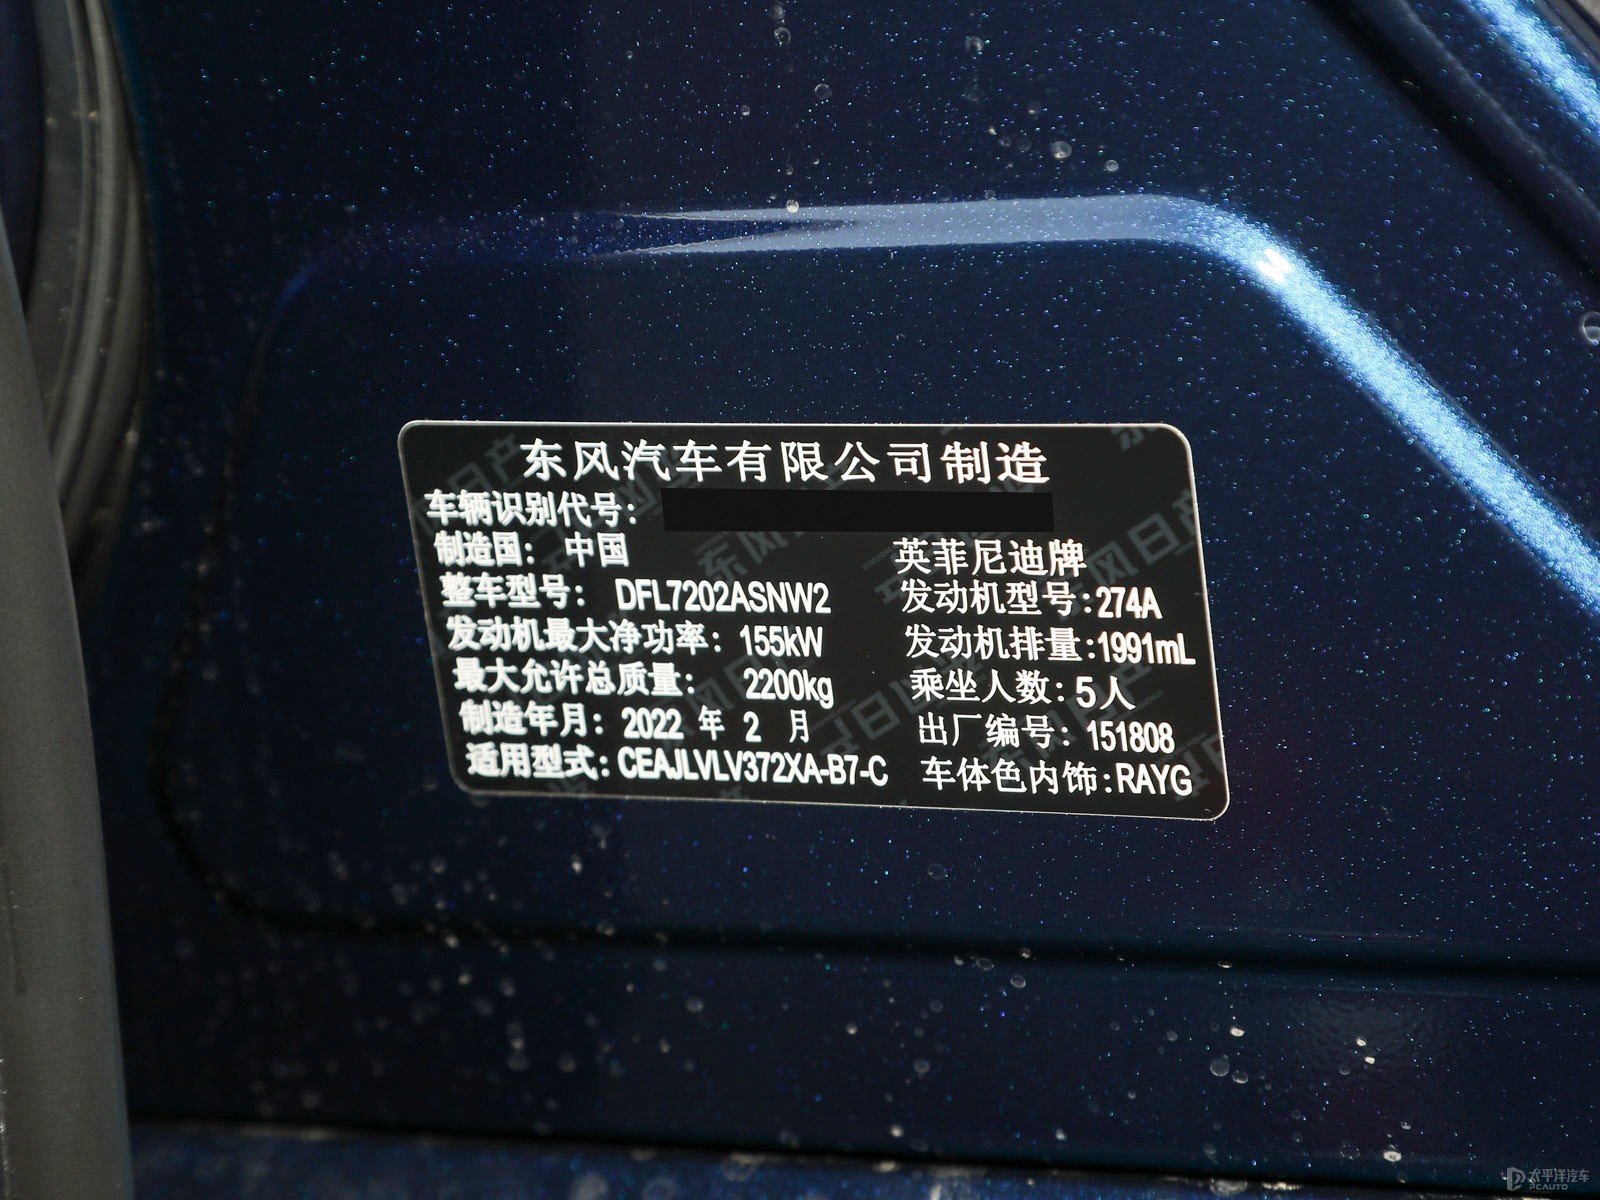 东风汽车有限公司制造
车辆识别代号:
制造国: 中国 英菲尼迪牌
整车型号: DFL7202ASNW2 发动机型号:274A
发动机最大净功率: 155kW 发动机排量:1991mL
最大允许总质量: 2200kg 乘坐人数:5人
制造年月: 2022 年 2 月 出厂编号: 151808
适用型式:CEAJLVLV372XA-B7-C 车体色内饰:RAYG
太平洋汽车
PCAUTO